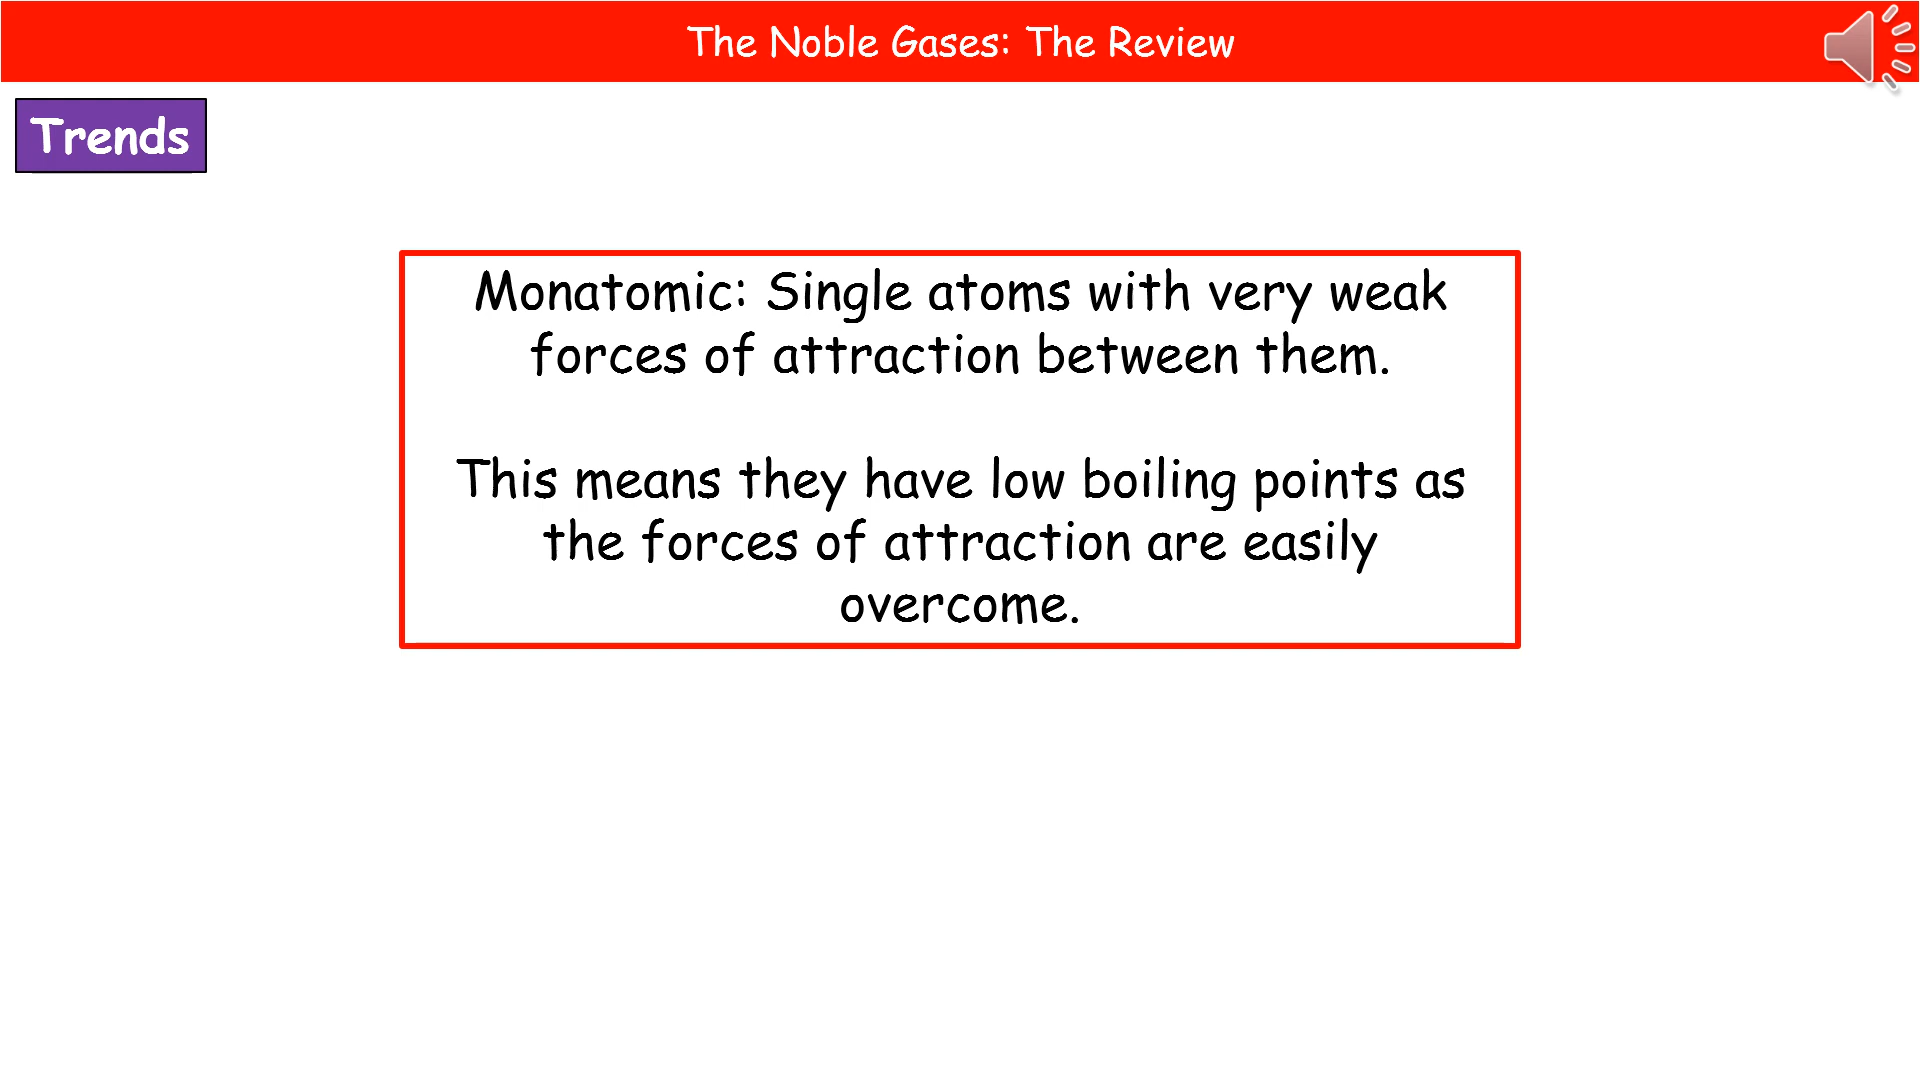 The Noble Gases: The Review
Trends
Monatomic: Single atoms with very weak
forces of attraction between them.
This means they have low boiling points as
the forces of attraction are easily
overcome.